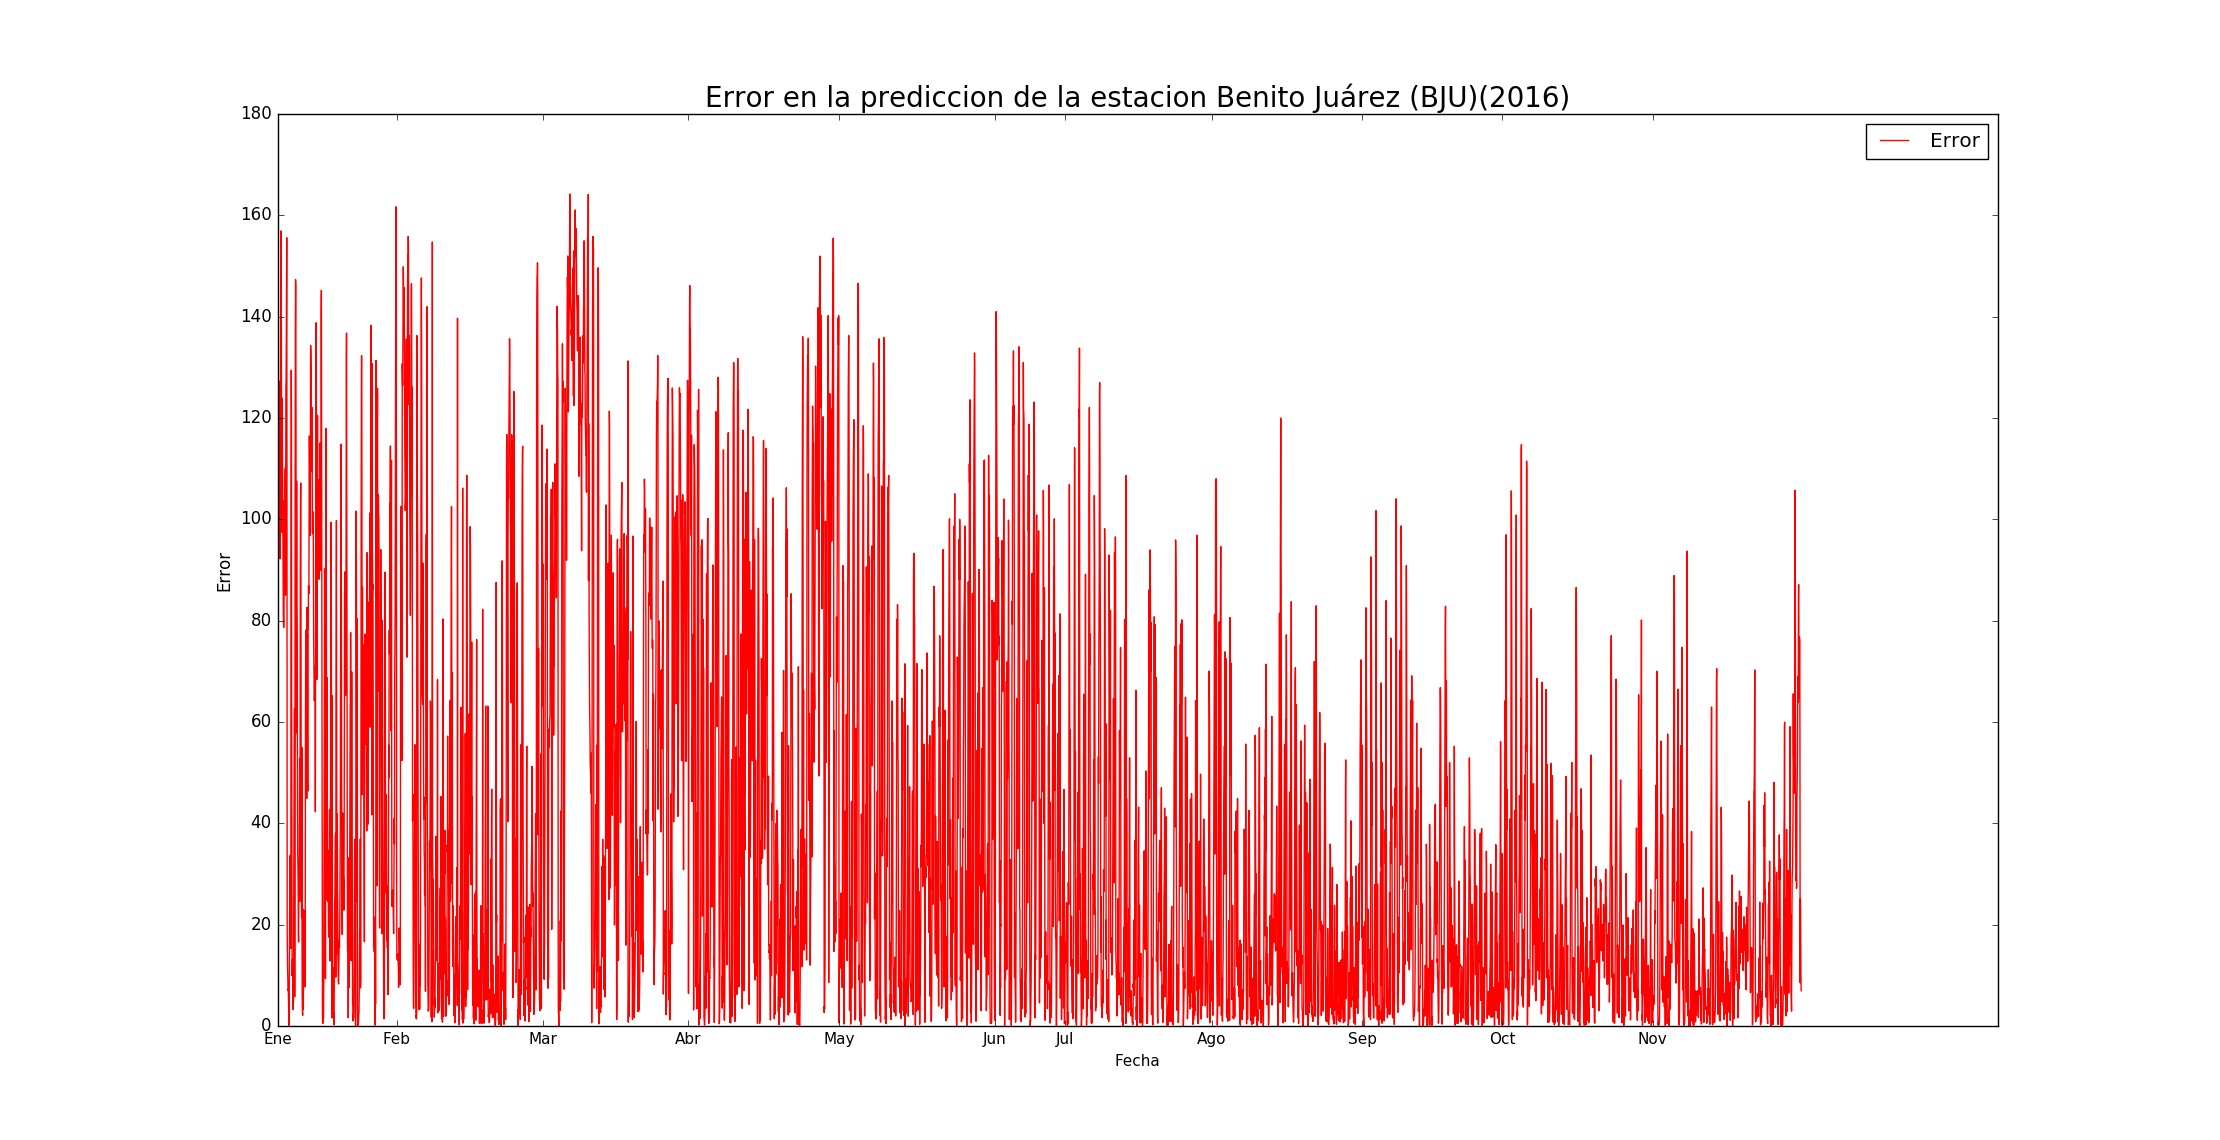 Error en la prediccion de la estacion Benito Juárez (BJU)(2016)
180
160
140
120
100
80
60
40
20
0
Error
Error
Ene Feb Mar Abr May Jun Jul Ago Sep Oct Nov
Fecha